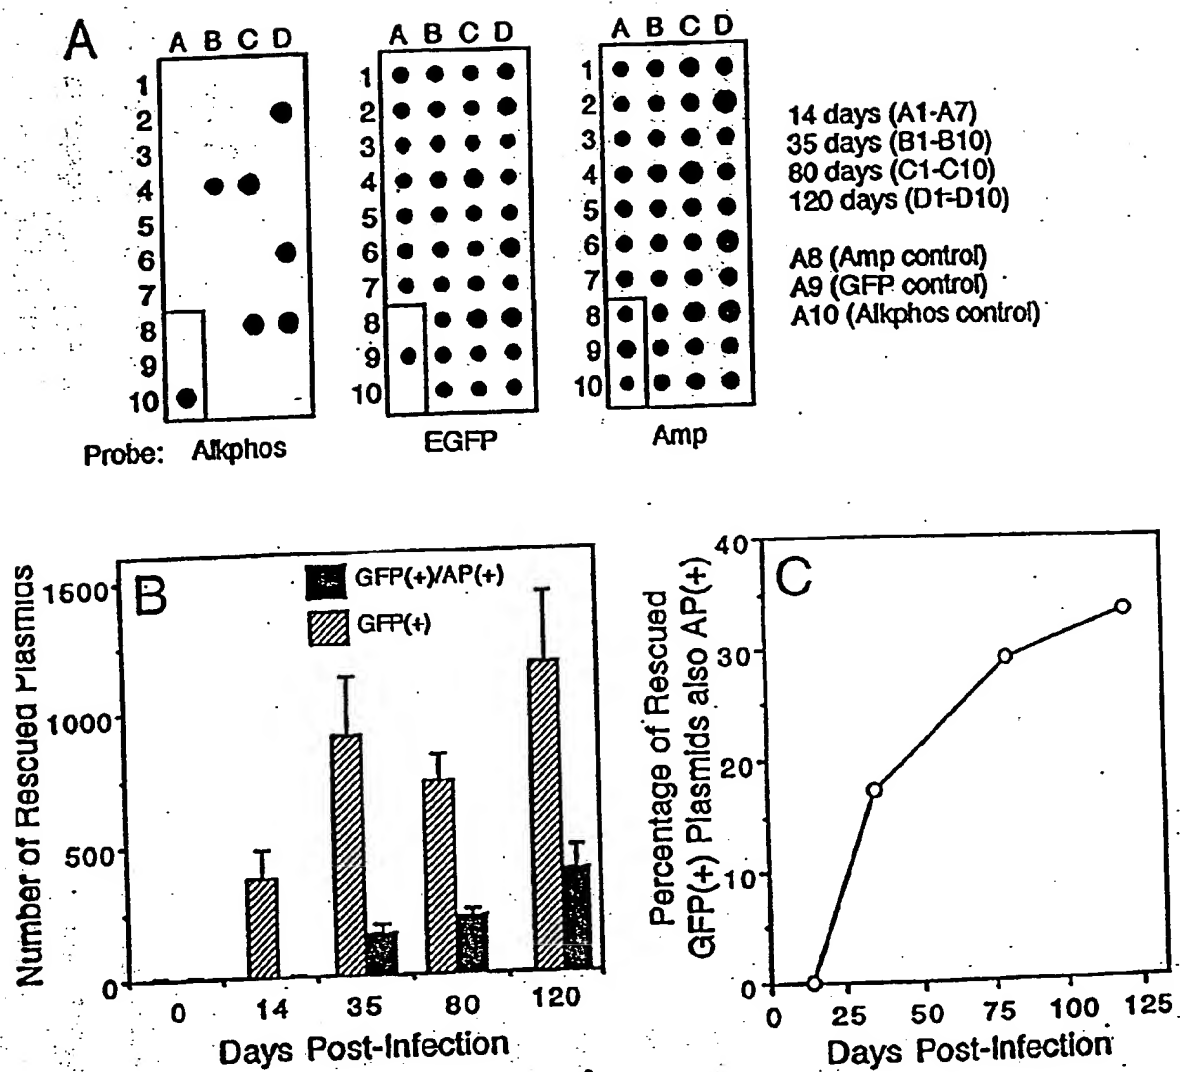 A
A B C D
1
2
3
4
5
6
7
8
9
10
A B C D
1
2
3
4
5
6
7
8
9
10
A B C D
1
2
3
4
5
6
7
8
9
10
14 days (A1-A7)
35 days (B1-B10)
80 days (C1-C10)
120 days (D1-D10)
A8 (Amp control)
A9 (GFP control)
A10 (Alkphos control)
Probe: Alkphos
EGFP
Amp
B
GFP(+)/AP(+)
GFP(+)
Number of Rescued Plasmids
1500
1000
500
0
0 14 35 80 120
Days Post-Infection
C
Percentage of Rescued
GFP(+) Plasmids also AP(+)
40
30
20
10
0
0 25 50 75 100 125
Days Post-Infection